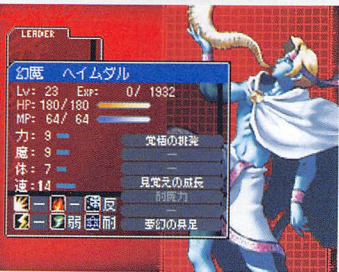 LEADER
幻魔 ヘイムダル
Lv: 23 Exp: 0/ 1932
HP:180/180
MP: 64/ 64
力: 9
魔: 9
体: 7
速:14
覚悟の挑発
—
—
見覚えの成長
耐魔力
—
夢幻の具足
— — 反
— 弱 耐